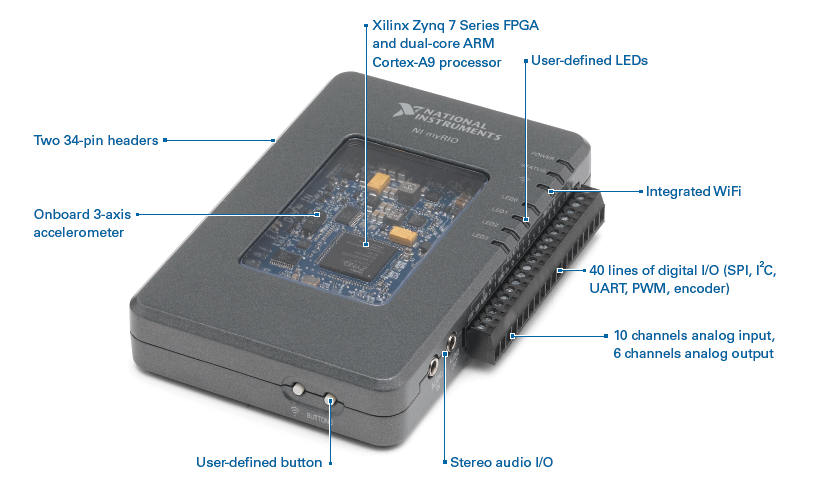 Xilinx Zynq 7 Series FPGA
and dual-core ARM
Cortex-A9 processor
User-defined LEDs
NATIONAL
INSTRUMENTS
NI myRIO
Two 34-pin headers
POWER
STATUS
Integrated WiFi
LED0
LED1
LED2
LED3
Onboard 3-axis
accelerometer
40 lines of digital I/O (SPI, I²C,
UART, PWM, encoder)
10 channels analog input,
6 channels analog output
BUTTON0
User-defined button
Stereo audio I/O